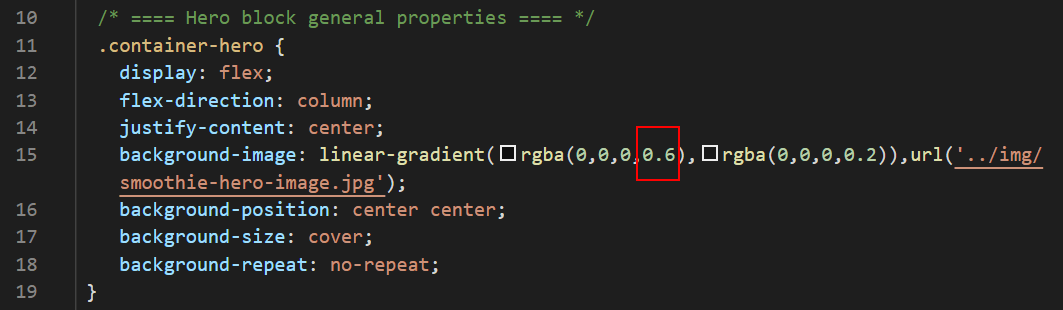 10 /* ==== Hero block general properties ==== */
11 .container-hero {
12 display: flex;
13 flex-direction: column;
14 justify-content: center;
15 background-image: linear-gradient(rgba(0,0,0,0.6),rgba(0,0,0,0.2)),url('../img/
smoothie-hero-image.jpg');
16 background-position: center center;
17 background-size: cover;
18 background-repeat: no-repeat;
19 }